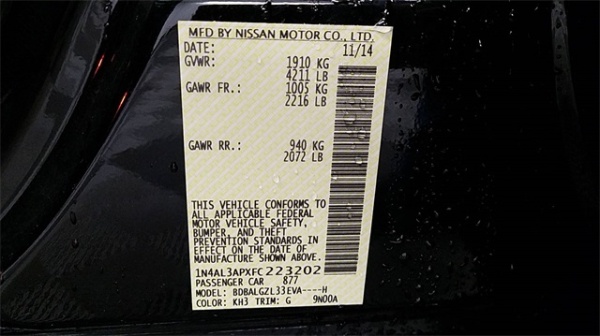 MFD BY NISSAN MOTOR CO., LTD.
DATE: 11/14
GVWR: 1910 KG
4211 LB
GAWR FR.: 1005 KG
2216 LB
GAWR RR.: 940 KG
2072 LB
THIS VEHICLE CONFORMS TO
ALL APPLICABLE FEDERAL
MOTOR VEHICLE SAFETY,
BUMPER, AND THEFT
PREVENTION STANDARDS IN
EFFECT ON THE DATE OF
MANUFACTURE SHOWN ABOVE.
1N4AL3APXFC223202
PASSENGER CAR 877
MODEL: BDBALGZL33EVA----H
COLOR: KH3 TRIM: G 9N00A